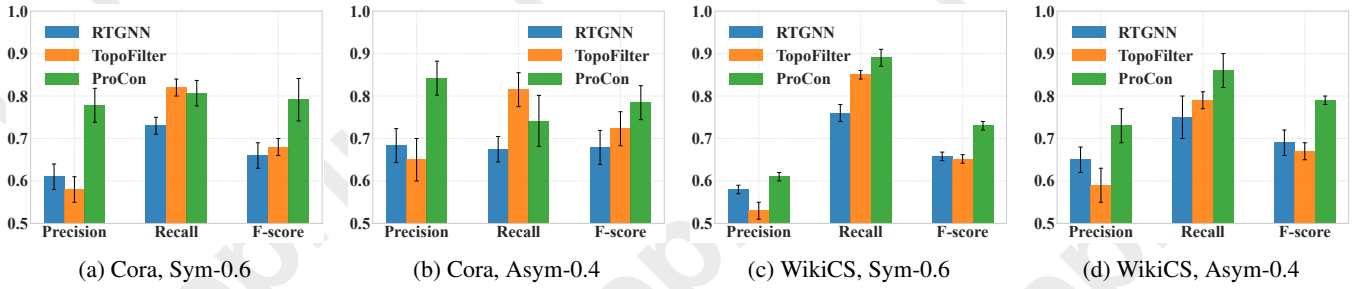 1.0
0.9
0.8
0.7
0.6
0.5
RTGNN
TopoFilter
ProCon
Precision
Recall
F-score
(a) Cora, Sym-0.6
1.0
0.9
0.8
0.7
0.6
0.5
RTGNN
TopoFilter
ProCon
Precision
Recall
F-score
(b) Cora, Asym-0.4
1.0
0.9
0.8
0.7
0.6
0.5
RTGNN
TopoFilter
ProCon
Precision
Recall
F-score
(c) WikiCS, Sym-0.6
1.0
0.9
0.8
0.7
0.6
0.5
RTGNN
TopoFilter
ProCon
Precision
Recall
F-score
(d) WikiCS, Asym-0.4